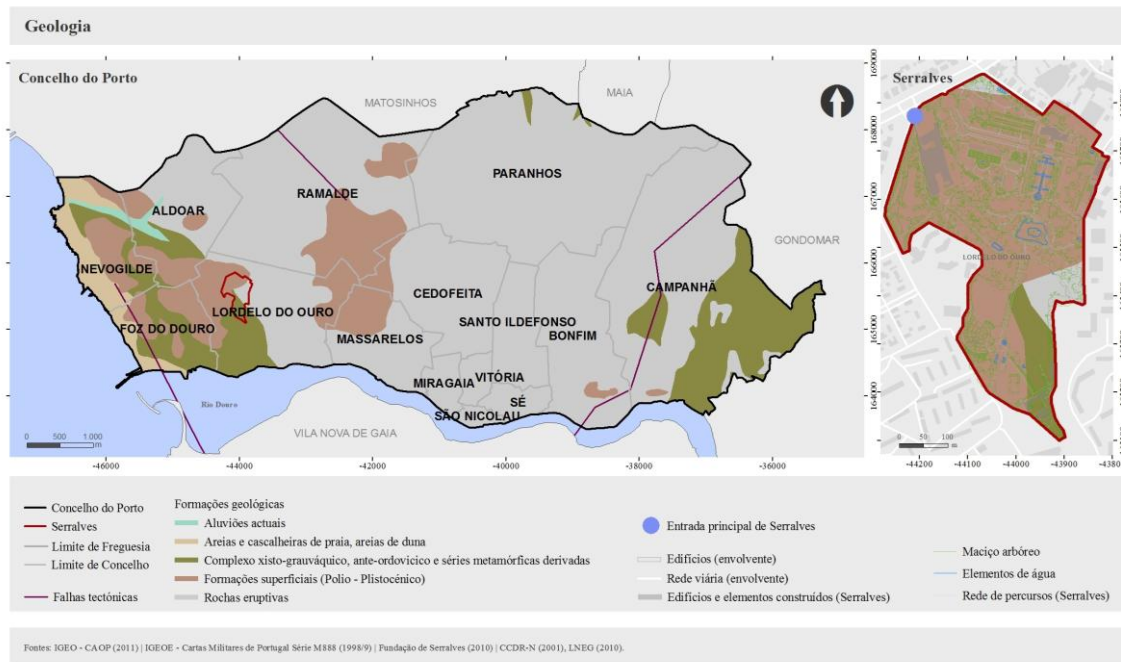 Geologia
Concelho do Porto
Serralves
MATOSINHOS
MAIA
GONDOMAR
VILA NOVA DE GAIA
Rio Douro
ALDOAR
RAMALDE
PARANHOS
NEVOGILDE
LORDELO DO OURO
FOZ DO DOURO
CEDOFEITA
CAMPANHÃ
SANTO ILDEFONSO
BONFIM
MASSARELOS
MIRAGAIA
VITÓRIA
SÉ
SÃO NICOLAU
0 500 1.000
m
-46000 -44000 -42000 -40000 -38000 -36000
169000
168000
167000
166000
165000
164000
LORDELO DO OURO
0 50 100
m
-44200 -44100 -44000 -43900 -4380
Concelho do Porto
Serralves
Limite de Freguesia
Limite de Concelho
Falhas tectónicas
Formações geológicas
Aluviões actuais
Areias e cascalheiras de praia, areias de duna
Complexo xisto-grauváquico, ante-ordovicico e séries metamórficas derivadas
Formações superficiais (Polio - Plistocénico)
Rochas eruptivas
Entrada principal de Serralves
Edifícios (envolvente)
Rede viária (envolvente)
Edifícios e elementos construídos (Serralves)
Maciço arbóreo
Elementos de água
Rede de percursos (Serralves)
Fontes: IGEO - CAOP (2011) | IGEOE - Cartas Militares de Portugal Série M888 (1998/9) | Fundação de Serralves (2010) | CCDR-N (2001), LNEG (2010).